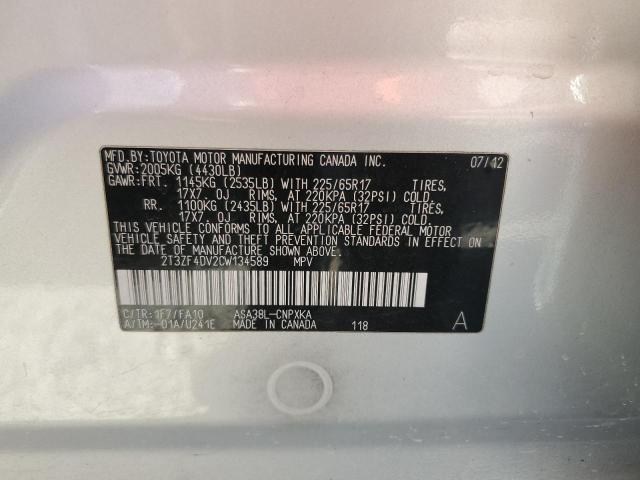 MFD.BY:TOYOTA MOTOR MANUFACTURING CANADA INC. 07/12
GVWR:2005KG (4430LB)
GAWR:FRT. 1145KG (2535LB) WITH 225/65R17 TIRES,
17X7. 0J RIMS, AT 220KPA (32PSI) COLD.
RR. 1100KG (2435LB) WITH 225/65R17 TIRES,
17X7. 0J RIMS, AT 220KPA (32PSI) COLD.
THIS VEHICLE CONFORMS TO ALL APPLICABLE FEDERAL MOTOR
VEHICLE SAFETY AND THEFT PREVENTION STANDARDS IN EFFECT
ON THE DATE OF MANUFACTURE SHOWN ABOVE.
2T3ZF4DV2CW134589 MPV
C/TR:1F7/FA10 ASA38L-CNPXKA
A/TM:-01A/U241E MADE IN CANADA 118 A